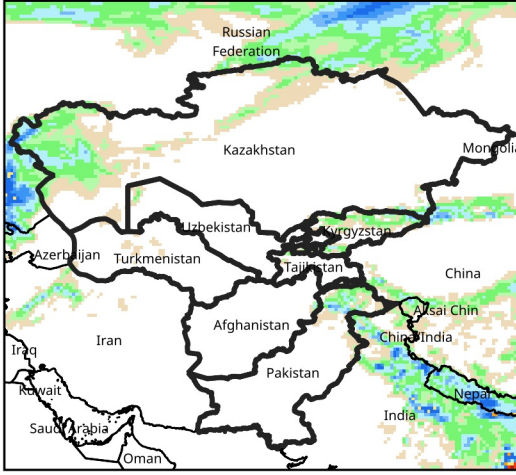 Russian
Federation
Kazakhstan
Mongolia
Uzbekistan
Kyrgyzstan
Azerbaijan
Turkmenistan
Tajikistan
China
Aksai Chin
Afghanistan
China/India
Iran
Iraq
Pakistan
Kuwait
Nepal
India
Saudi Arabia
Oman